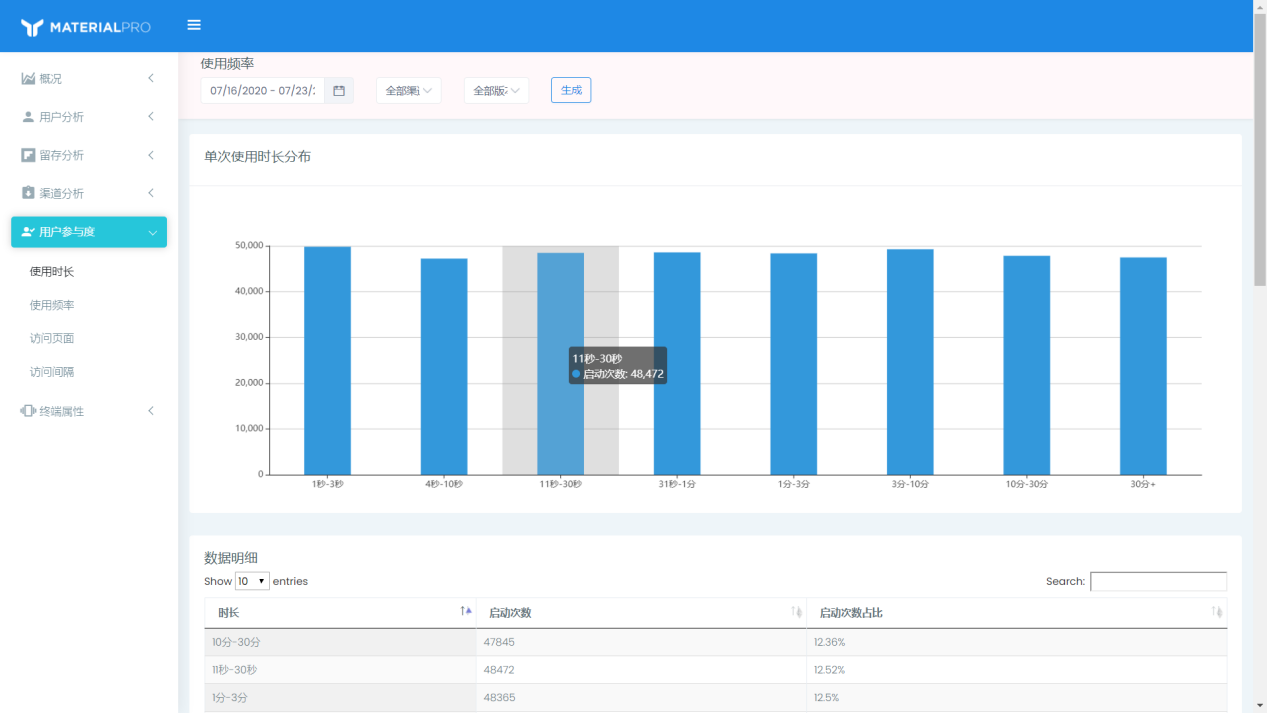 MATERIALPRO
概况
用户分析
留存分析
渠道分析
用户参与度
使用时长
使用频率
访问页面
访问间隔
终端属性
使用频率
07/16/2020 - 07/23/2
全部渠道
全部版本
生成
单次使用时长分布
50,000
40,000
30,000
20,000
10,000
0
11秒-30秒
启动次数: 48,472
1秒-3秒
4秒-10秒
11秒-30秒
31秒-1分
1分-3分
3分-10分
10分-30分
30分+
数据明细
Show 10 entries
Search:
时长 启动次数 启动次数占比
10分-30分 47845 12.36%
11秒-30秒 48472 12.52%
1分-3分 48365 12.5%